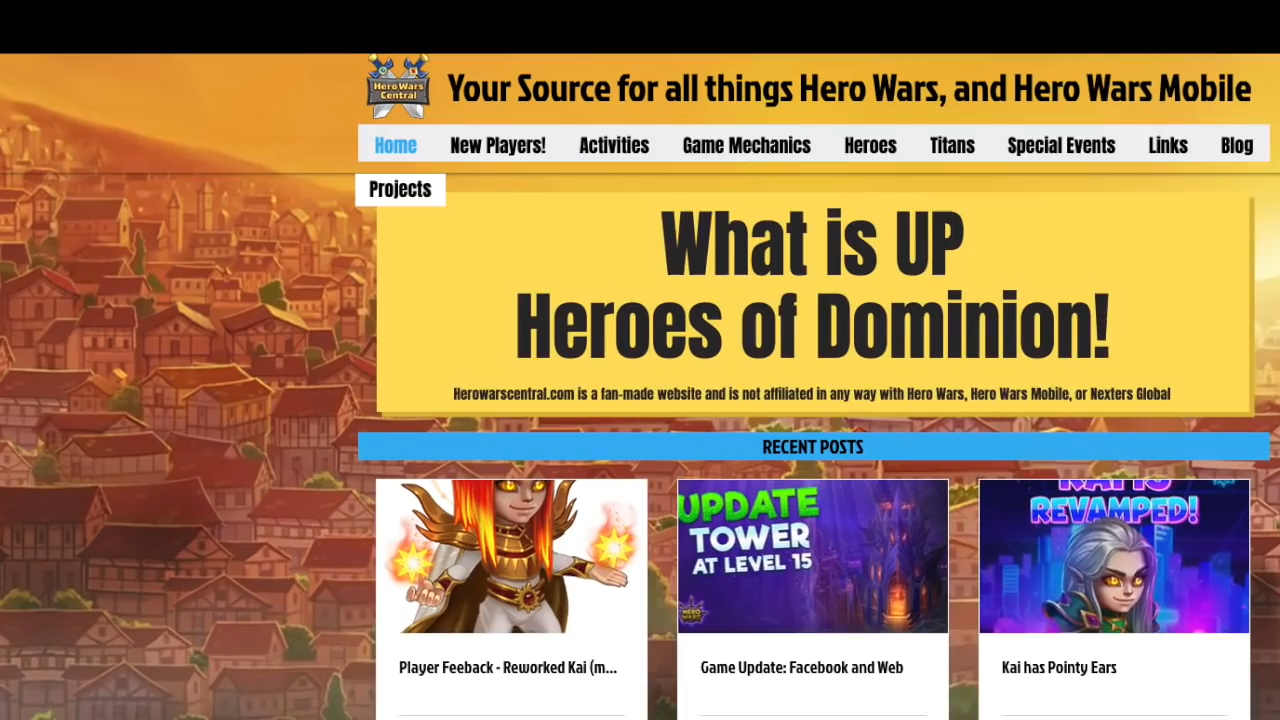 Hero Wars
Central
Your Source for all things Hero Wars, and Hero Wars Mobile
Home New Players! Activities Game Mechanics Heroes Titans Special Events Links Blog
Projects
What is UP
Heroes of Dominion!
Herowarscentral.com is a fan-made website and is not affiliated in any way with Hero Wars, Hero Wars Mobile, or Nexters Global
RECENT POSTS
UPDATE
TOWER
AT LEVEL 15
HERO
WARS
REVAMPED!
Player Feeback - Reworked Kai (m...
Game Update: Facebook and Web
Kai has Pointy Ears